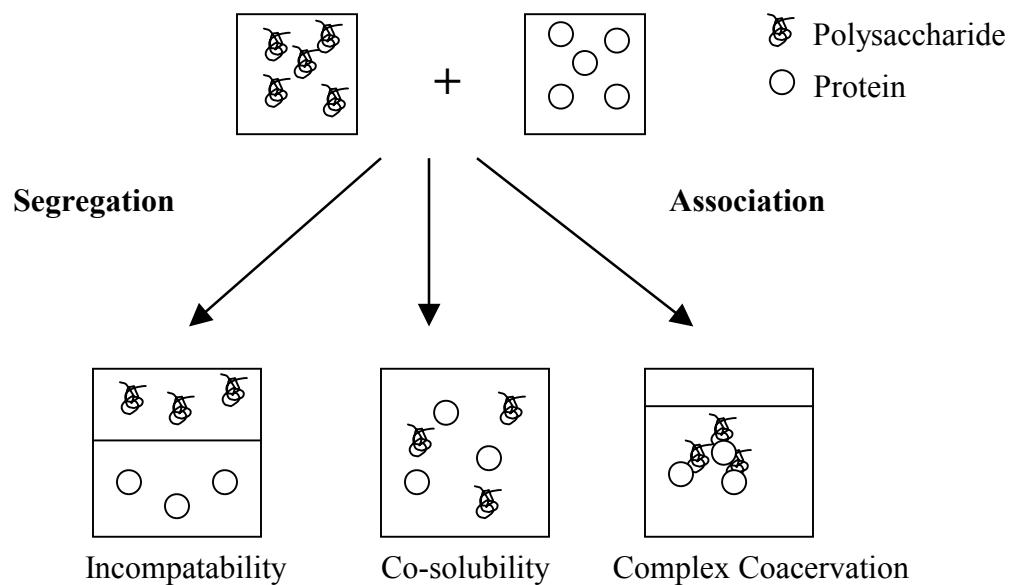 Polysaccharide
+
Protein
Segregation
Association
Incompatability
Co-solubility
Complex Coacervation